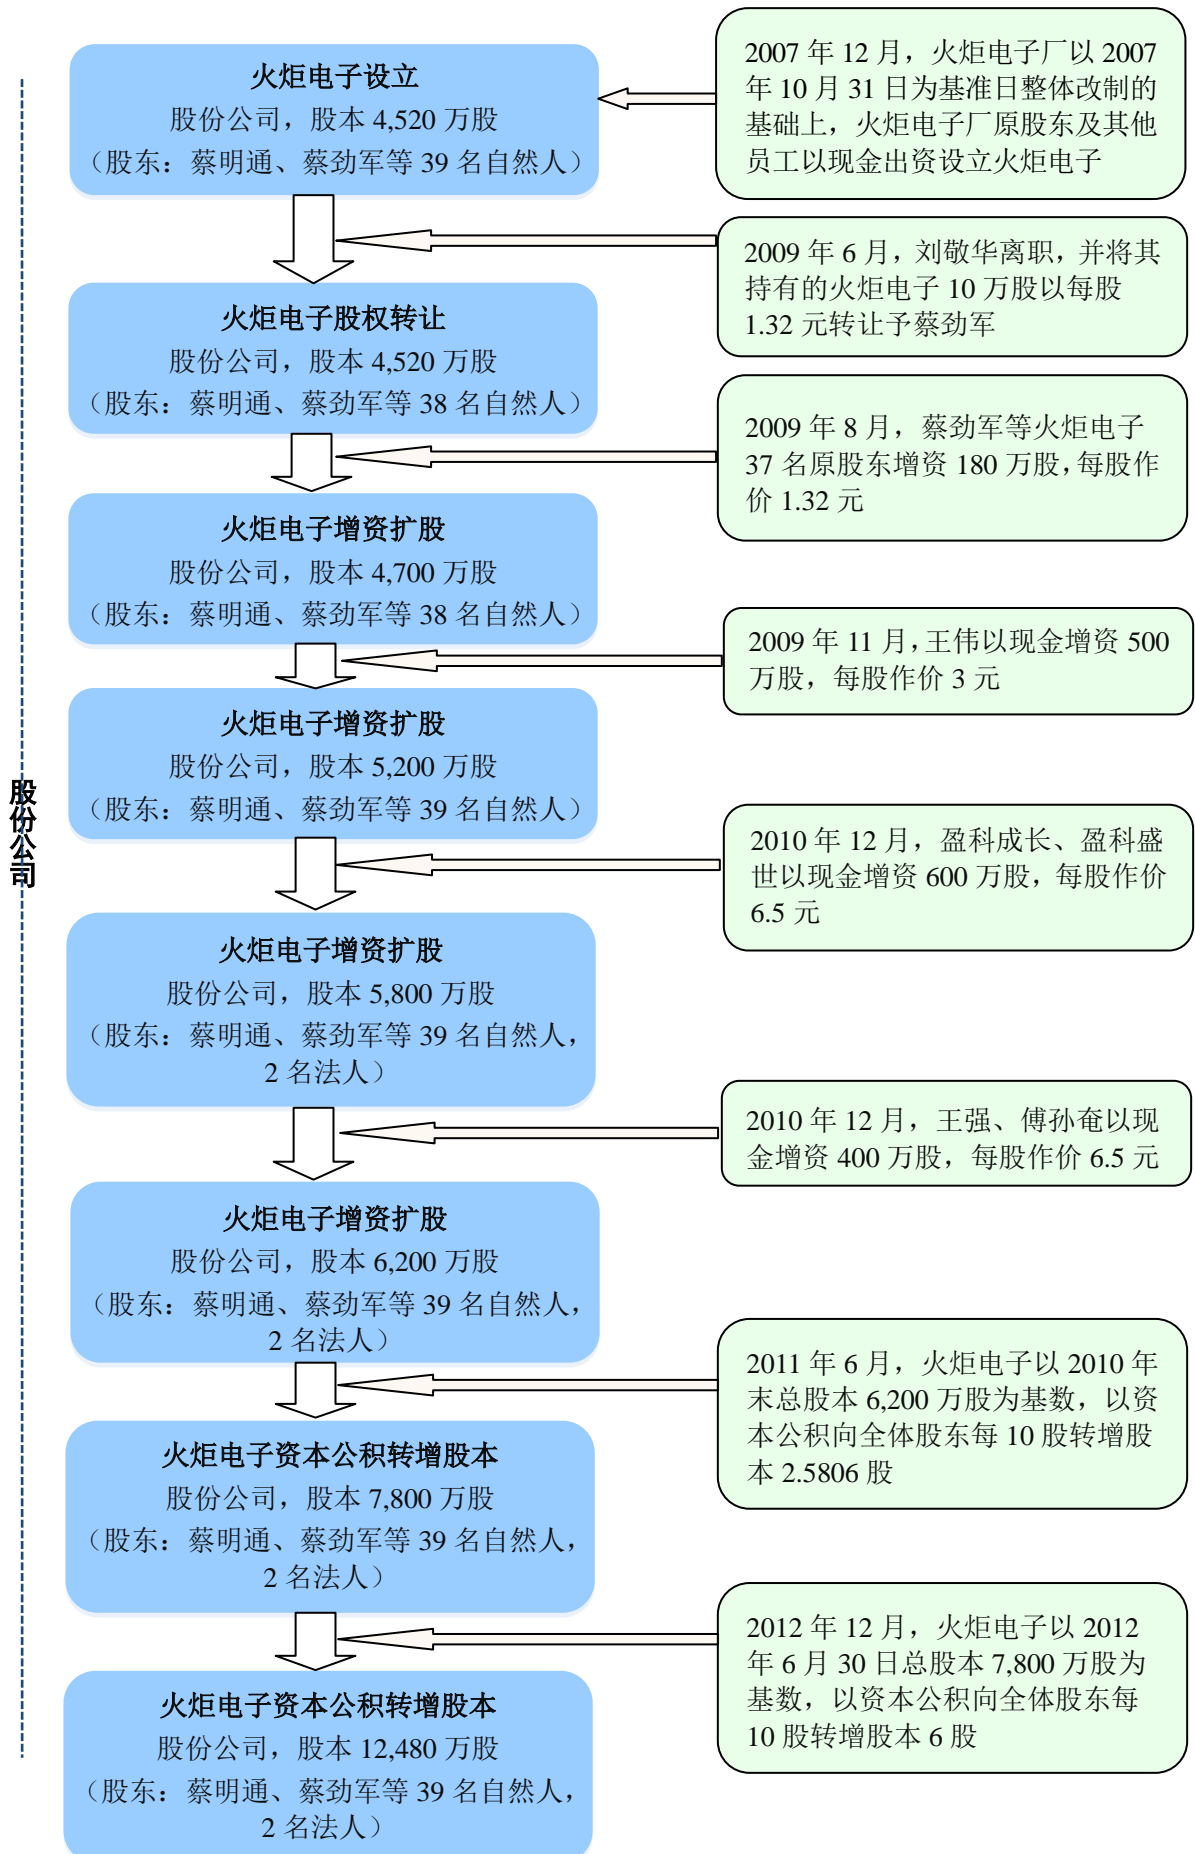 火炬电子设立
股份公司，股本 4,520 万股
（股东：蔡明通、蔡劲军等 39 名自然人）
2007 年 12 月，火炬电子厂以 2007
年 10 月 31 日为基准日整体改制的
基础上，火炬电子厂原股东及其他
员工以现金出资设立火炬电子
2009 年 6 月，刘敬华离职，并将其
持有的火炬电子 10 万股以每股
1.32 元转让予蔡劲军
火炬电子股权转让
股份公司，股本 4,520 万股
（股东：蔡明通、蔡劲军等 38 名自然人）
2009 年 8 月，蔡劲军等火炬电子
37 名原股东增资 180 万股，每股作
价 1.32 元
火炬电子增资扩股
股份公司，股本 4,700 万股
（股东：蔡明通、蔡劲军等 38 名自然人）
2009 年 11 月，王伟以现金增资 500
万股，每股作价 3 元
火炬电子增资扩股
股份公司，股本 5,200 万股
（股东：蔡明通、蔡劲军等 39 名自然人）
股份公司
2010 年 12 月，盈科成长、盈科盛
世以现金增资 600 万股，每股作价
6.5 元
火炬电子增资扩股
股份公司，股本 5,800 万股
（股东：蔡明通、蔡劲军等 39 名自然人，
2 名法人）
2010 年 12 月，王强、傅孙奄以现
金增资 400 万股，每股作价 6.5 元
火炬电子增资扩股
股份公司，股本 6,200 万股
（股东：蔡明通、蔡劲军等 39 名自然人，
2 名法人）
2011 年 6 月，火炬电子以 2010 年
末总股本 6,200 万股为基数，以资
本公积向全体股东每 10 股转增股
本 2.5806 股
火炬电子资本公积转增股本
股份公司，股本 7,800 万股
（股东：蔡明通、蔡劲军等 39 名自然人，
2 名法人）
2012 年 12 月，火炬电子以 2012
年 6 月 30 日总股本 7,800 万股为
基数，以资本公积向全体股东每
10 股转增股本 6 股
火炬电子资本公积转增股本
股份公司，股本 12,480 万股
（股东：蔡明通、蔡劲军等 39 名自然人，
2 名法人）